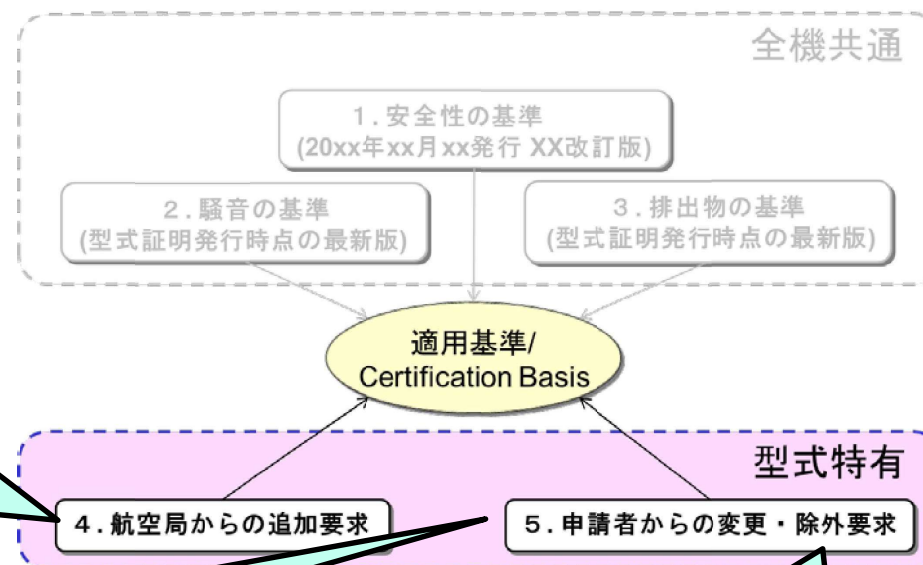 全機共通
1.安全性の基準
(20xx年xx月xx発行 XX改訂版)
2.騒音の基準
(型式証明発行時点の最新版)
3.排出物の基準
(型式証明発行時点の最新版)
適用基準/
Certification Basis
型式特有
4.航空局からの追加要求
5.申請者からの変更・除外要求